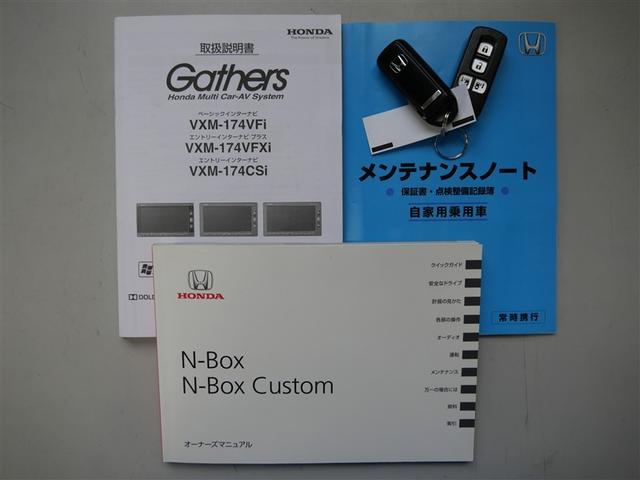 HONDA
The Power of Dreams
取扱説明書
Gathers
Honda Multi Car-AV System
ベーシックインターナビ
VXM-174VFi
エントリーインターナビ プラス
VXM-174VFXi
エントリーインターナビ
VXM-174CSi
DOLB
メンテナンスノート
保証書・点検整備記録簿
自家用乗用車
常時携行
HONDA
N-Box
N-Box Custom
オーナーズマニュアル
クイックガイド
安全なドライブ
計器の見かた
各部の操作
オーディオ
運転
メンテナンス
万一の場合には
資料
索引